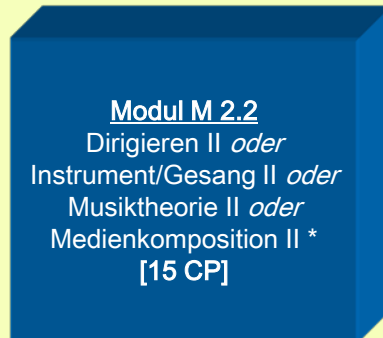 Modul M 2.2
Dirigieren II oder
Instrument/Gesang II oder
Musiktheorie II oder
Medienkomposition II *
[15 CP]